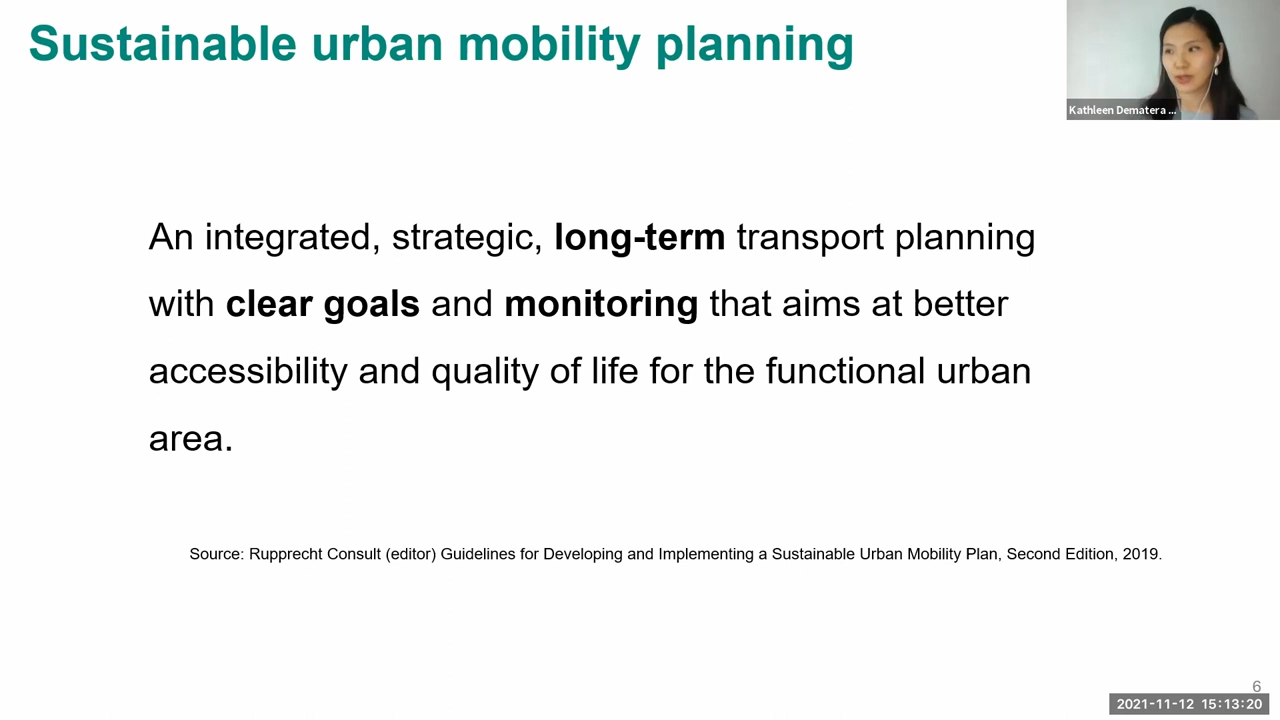 Sustainable urban mobility planning
Kathleen Dematera ...
An integrated, strategic, long-term transport planning
with clear goals and monitoring that aims at better
accessibility and quality of life for the functional urban
area.
Source: Rupprecht Consult (editor) Guidelines for Developing and Implementing a Sustainable Urban Mobility Plan, Second Edition, 2019.
6
2021-11-12 15:13:20